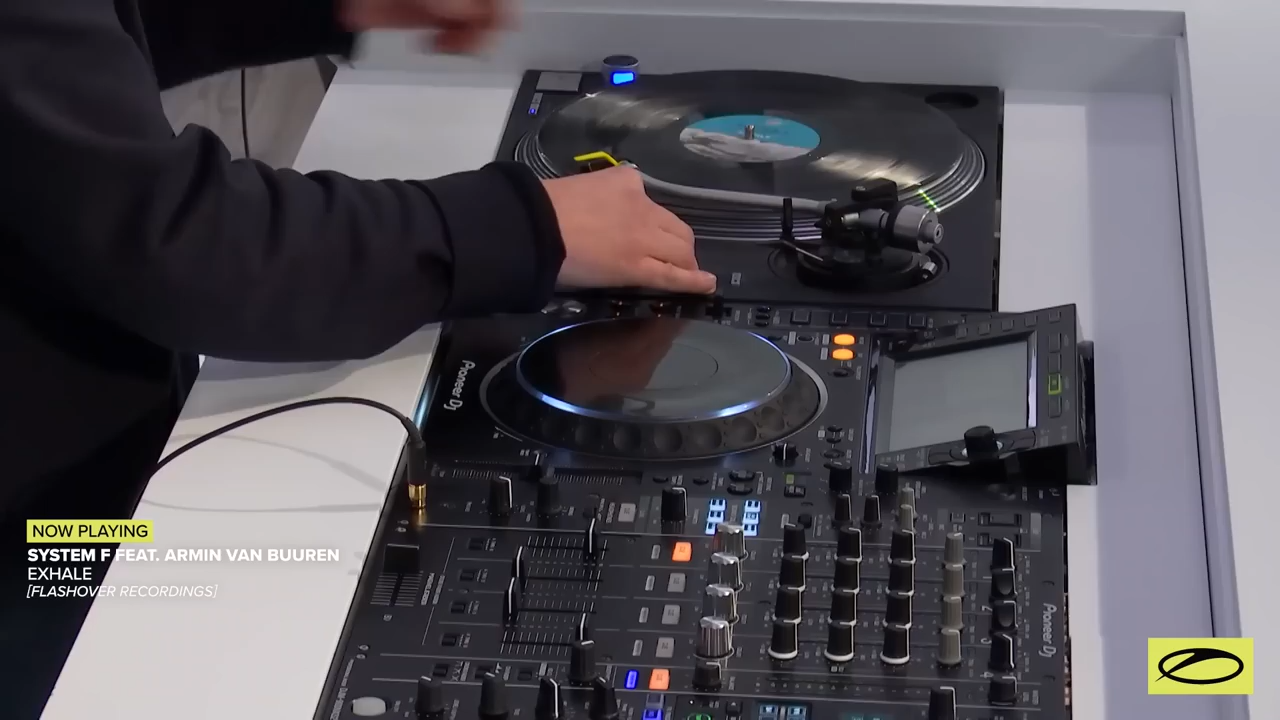 Pioneer Dj
NOW PLAYING
SYSTEM F FEAT. ARMIN VAN BUUREN
EXHALE
[FLASHOVER RECORDINGS]
Pioneer Dj